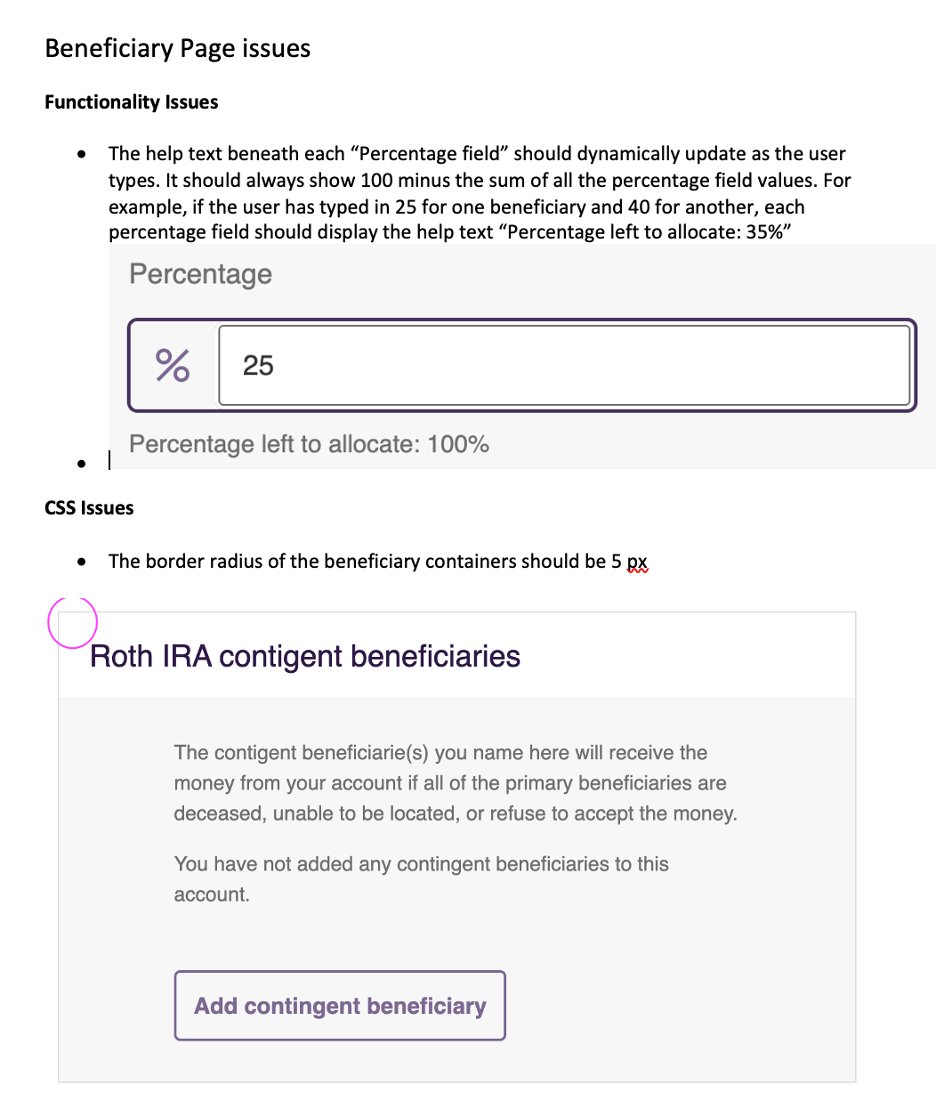 Beneficiary Page issues
Functionality Issues
• The help text beneath each “Percentage field” should dynamically update as the user
types. It should always show 100 minus the sum of all the percentage field values. For
example, if the user has typed in 25 for one beneficiary and 40 for another, each
percentage field should display the help text “Percentage left to allocate: 35%”
Percentage
% 25
Percentage left to allocate: 100%
•
CSS Issues
• The border radius of the beneficiary containers should be 5 px
Roth IRA contigent beneficiaries
The contigent beneficiarie(s) you name here will receive the
money from your account if all of the primary beneficiaries are
deceased, unable to be located, or refuse to accept the money.
You have not added any contingent beneficiaries to this
account.
Add contingent beneficiary